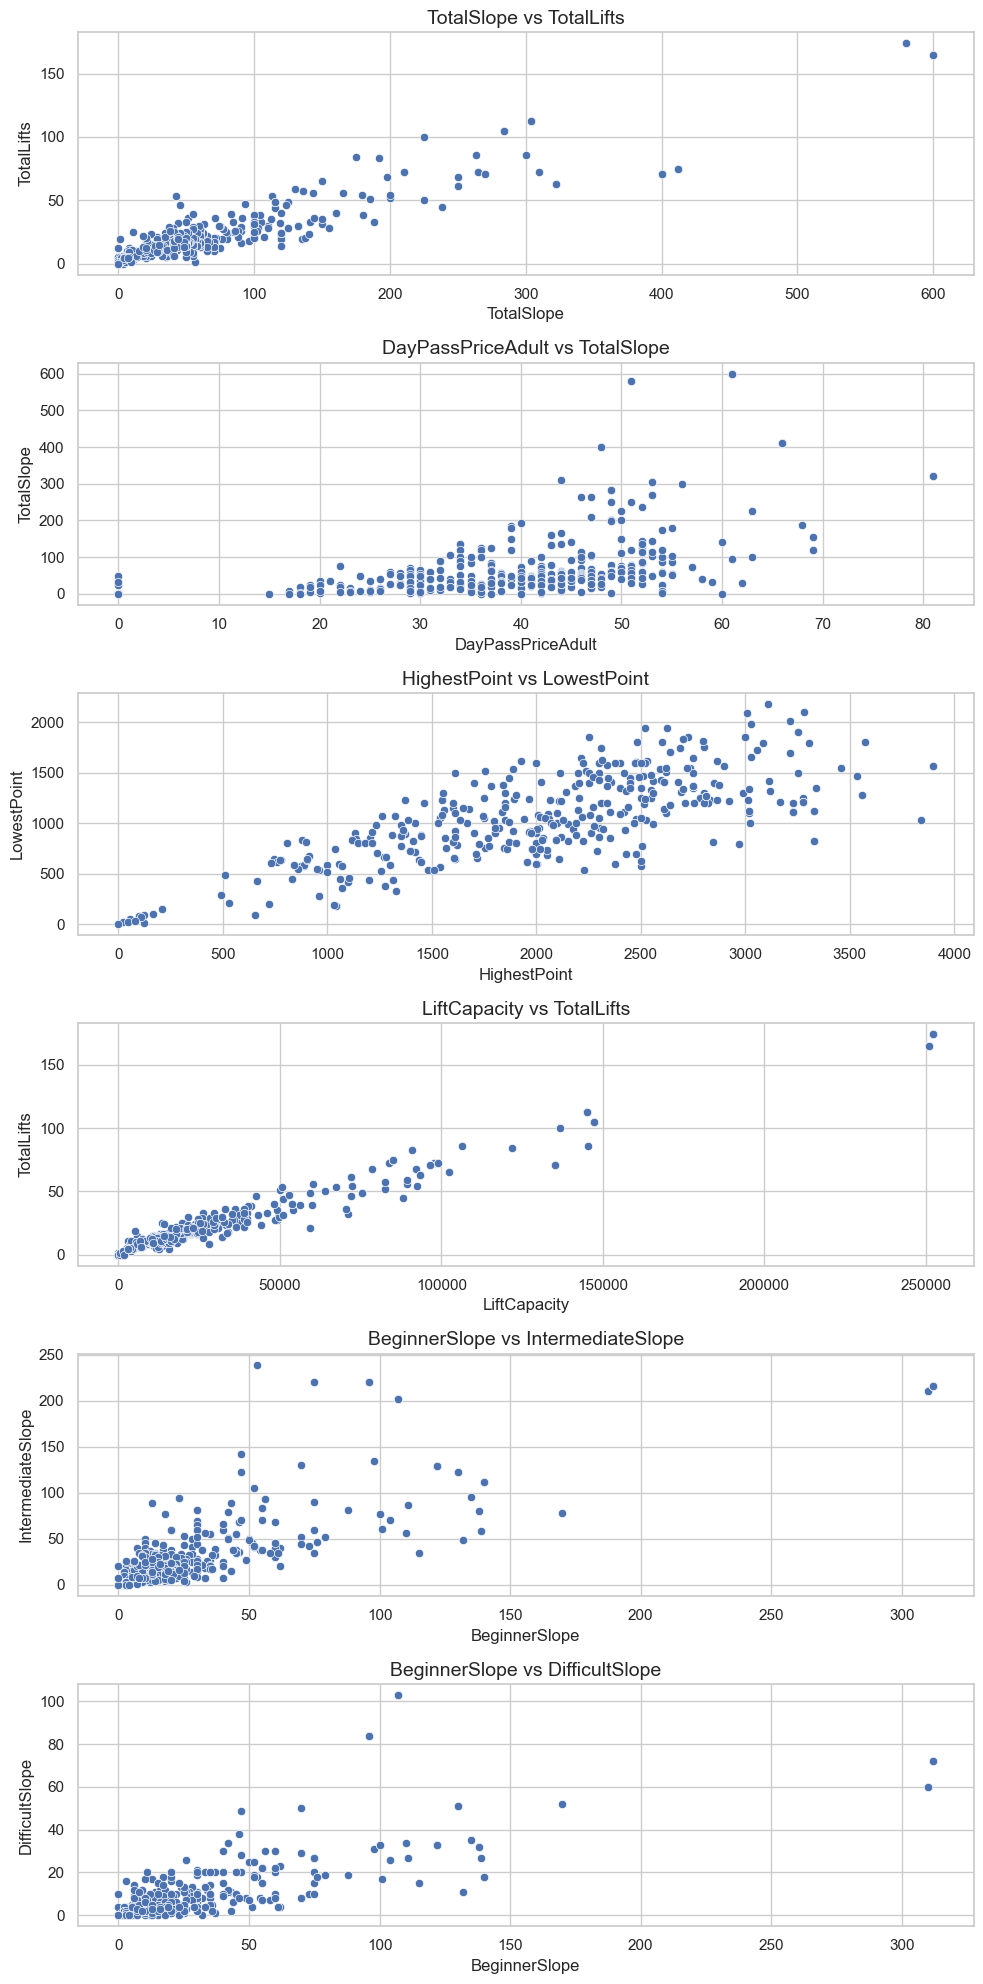 TotalSlope vs TotalLifts
150
100
50
0
TotalLifts
0 100 200 300 400 500 600
TotalSlope
DayPassPriceAdult vs TotalSlope
600
500
400
300
200
100
0
TotalSlope
0 10 20 30 40 50 60 70 80
DayPassPriceAdult
HighestPoint vs LowestPoint
2000
1500
1000
500
0
LowestPoint
0 500 1000 1500 2000 2500 3000 3500 4000
HighestPoint
LiftCapacity vs TotalLifts
150
100
50
0
TotalLifts
0 50000 100000 150000 200000 250000
LiftCapacity
BeginnerSlope vs IntermediateSlope
250
200
150
100
50
0
IntermediateSlope
0 50 100 150 200 250 300
BeginnerSlope
BeginnerSlope vs DifficultSlope
100
80
60
40
20
0
DifficultSlope
0 50 100 150 200 250 300
BeginnerSlope